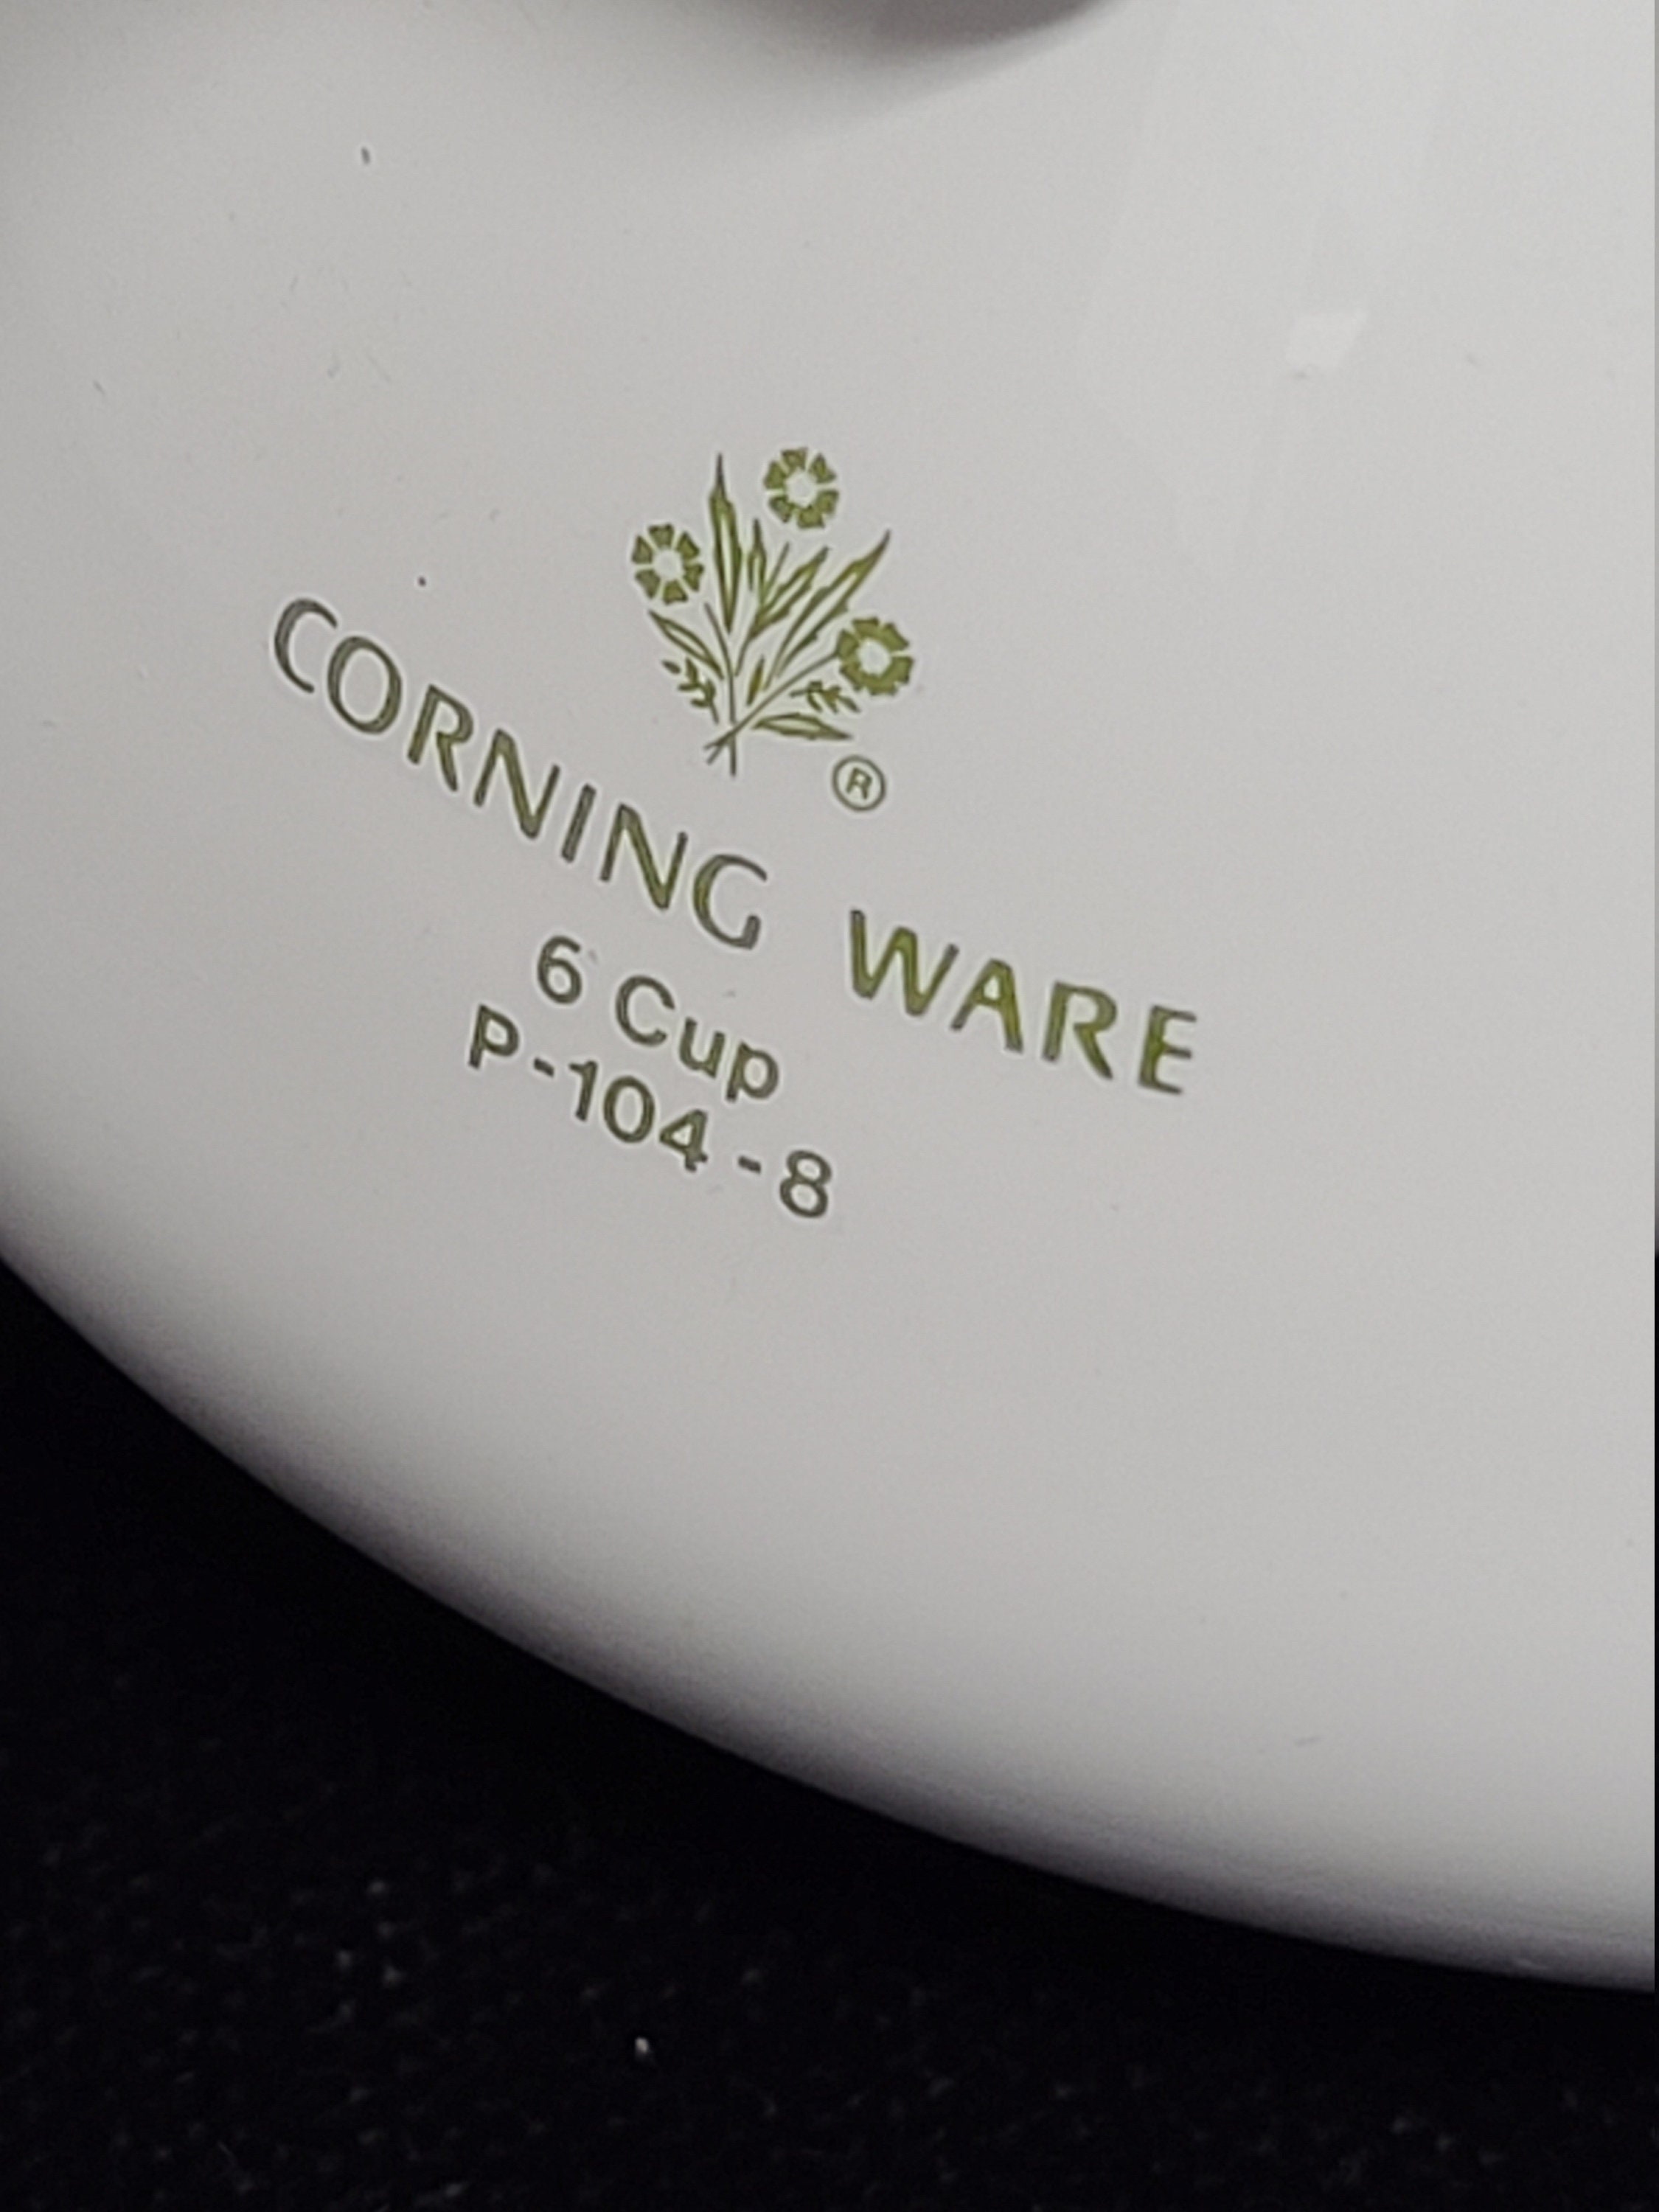 ®
CORNING WARE
6 Cup
P-104-8